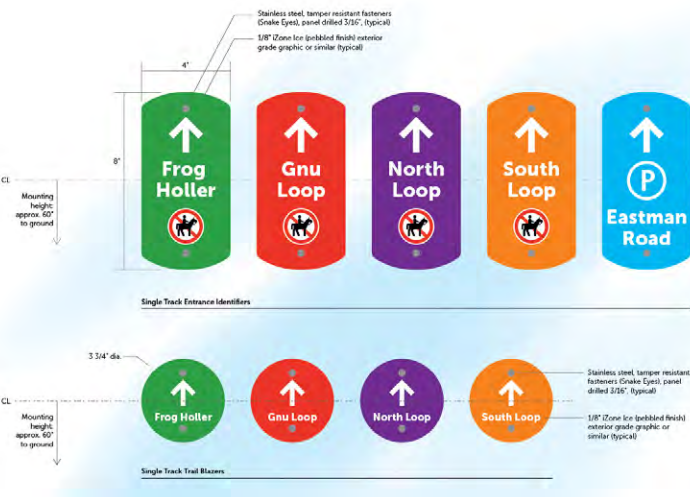 Stainless steel, tamper resistant fasteners
(Snake Eyes), panel drilled 3/16", (typical)
1/8" iZone Ice (pebbled finish) exterior
grade graphic or similar (typical)
4"
8"
CL
Mounting
height:
approx. 60"
to ground
Frog
Holler
Gnu
Loop
North
Loop
South
Loop
P
Eastman
Road
Single Track Entrance Identifiers
3 3/4" dia.
CL
Mounting
height:
approx. 60"
to ground
Frog Holler
Gnu Loop
North Loop
South Loop
Stainless steel, tamper resistant
fasteners (Snake Eyes), panel
drilled 3/16", (typical)
1/8" iZone Ice (pebbled finish)
exterior grade graphic or
similar (typical)
Single Track Trail Blazers